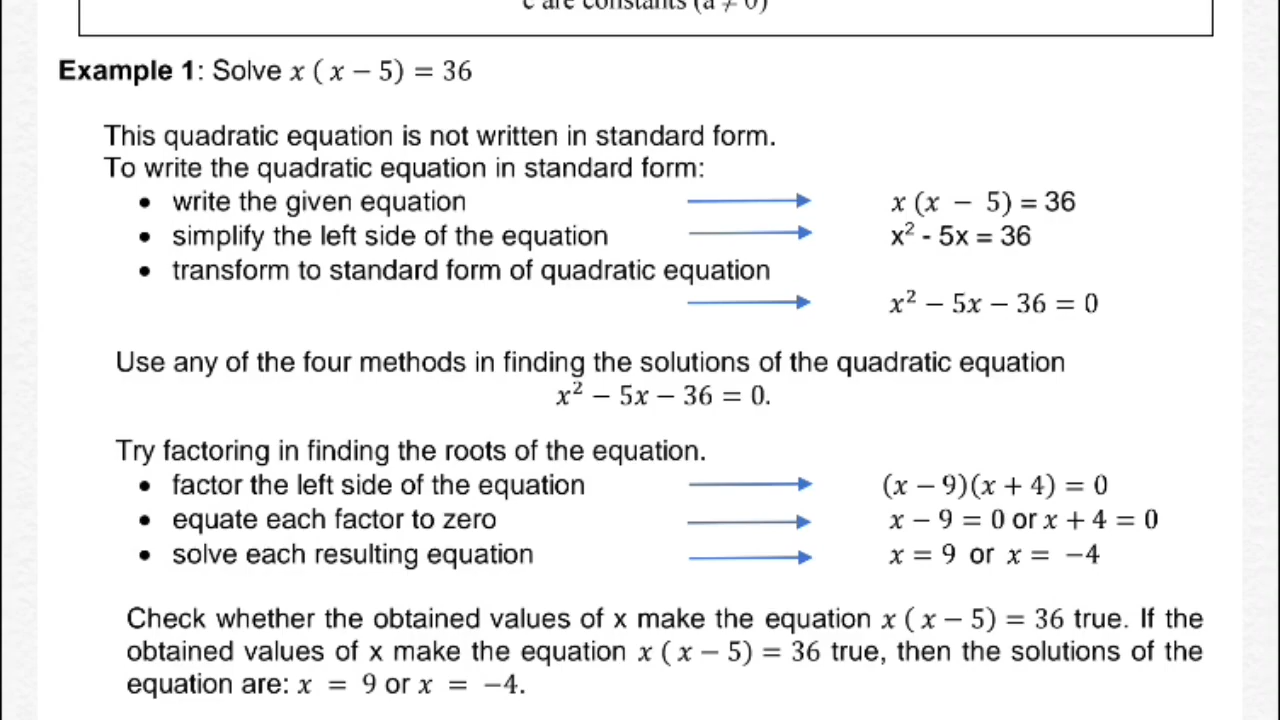 c are constants (a ≠ 0)
Example 1: Solve x ( x − 5) = 36
This quadratic equation is not written in standard form.
To write the quadratic equation in standard form:
• write the given equation x (x − 5) = 36
• simplify the left side of the equation x² - 5x = 36
• transform to standard form of quadratic equation
x² − 5x − 36 = 0
Use any of the four methods in finding the solutions of the quadratic equation
x² − 5x − 36 = 0.
Try factoring in finding the roots of the equation.
• factor the left side of the equation (x − 9)(x + 4) = 0
• equate each factor to zero x − 9 = 0 or x + 4 = 0
• solve each resulting equation x = 9 or x = −4
Check whether the obtained values of x make the equation x ( x − 5) = 36 true. If the
obtained values of x make the equation x ( x − 5) = 36 true, then the solutions of the
equation are: x = 9 or x = −4.